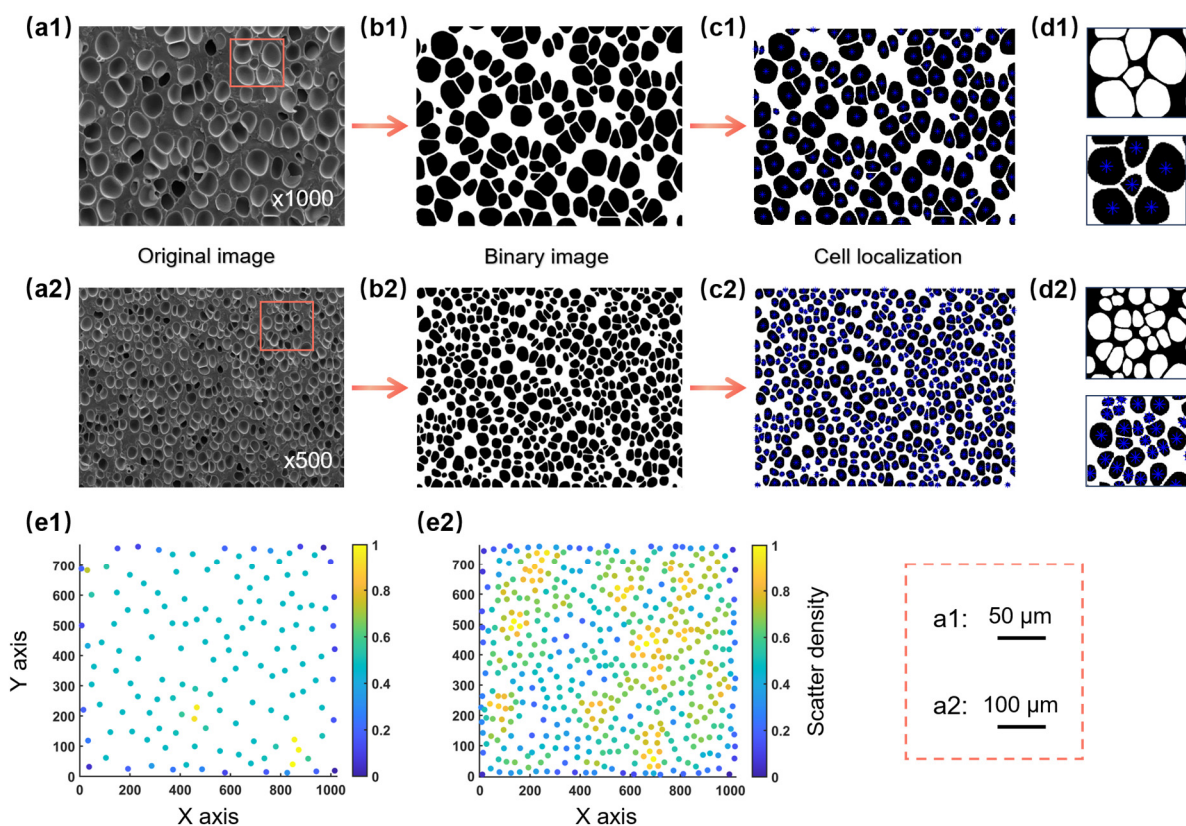 (a1)
(b1)
(c1)
(d1)
x1000
Original image
Binary image
Cell localization
(a2)
(b2)
(c2)
(d2)
x500
(e1)
(e2)
Y axis
700
600
500
400
300
200
100
0
0 200 400 600 800 1000
X axis
1
0.8
0.6
0.4
0.2
0
700
600
500
400
300
200
100
0
0 200 400 600 800 1000
X axis
1
0.8
0.6
0.4
0.2
0
Scatter density
a1: 50 μm
a2: 100 μm